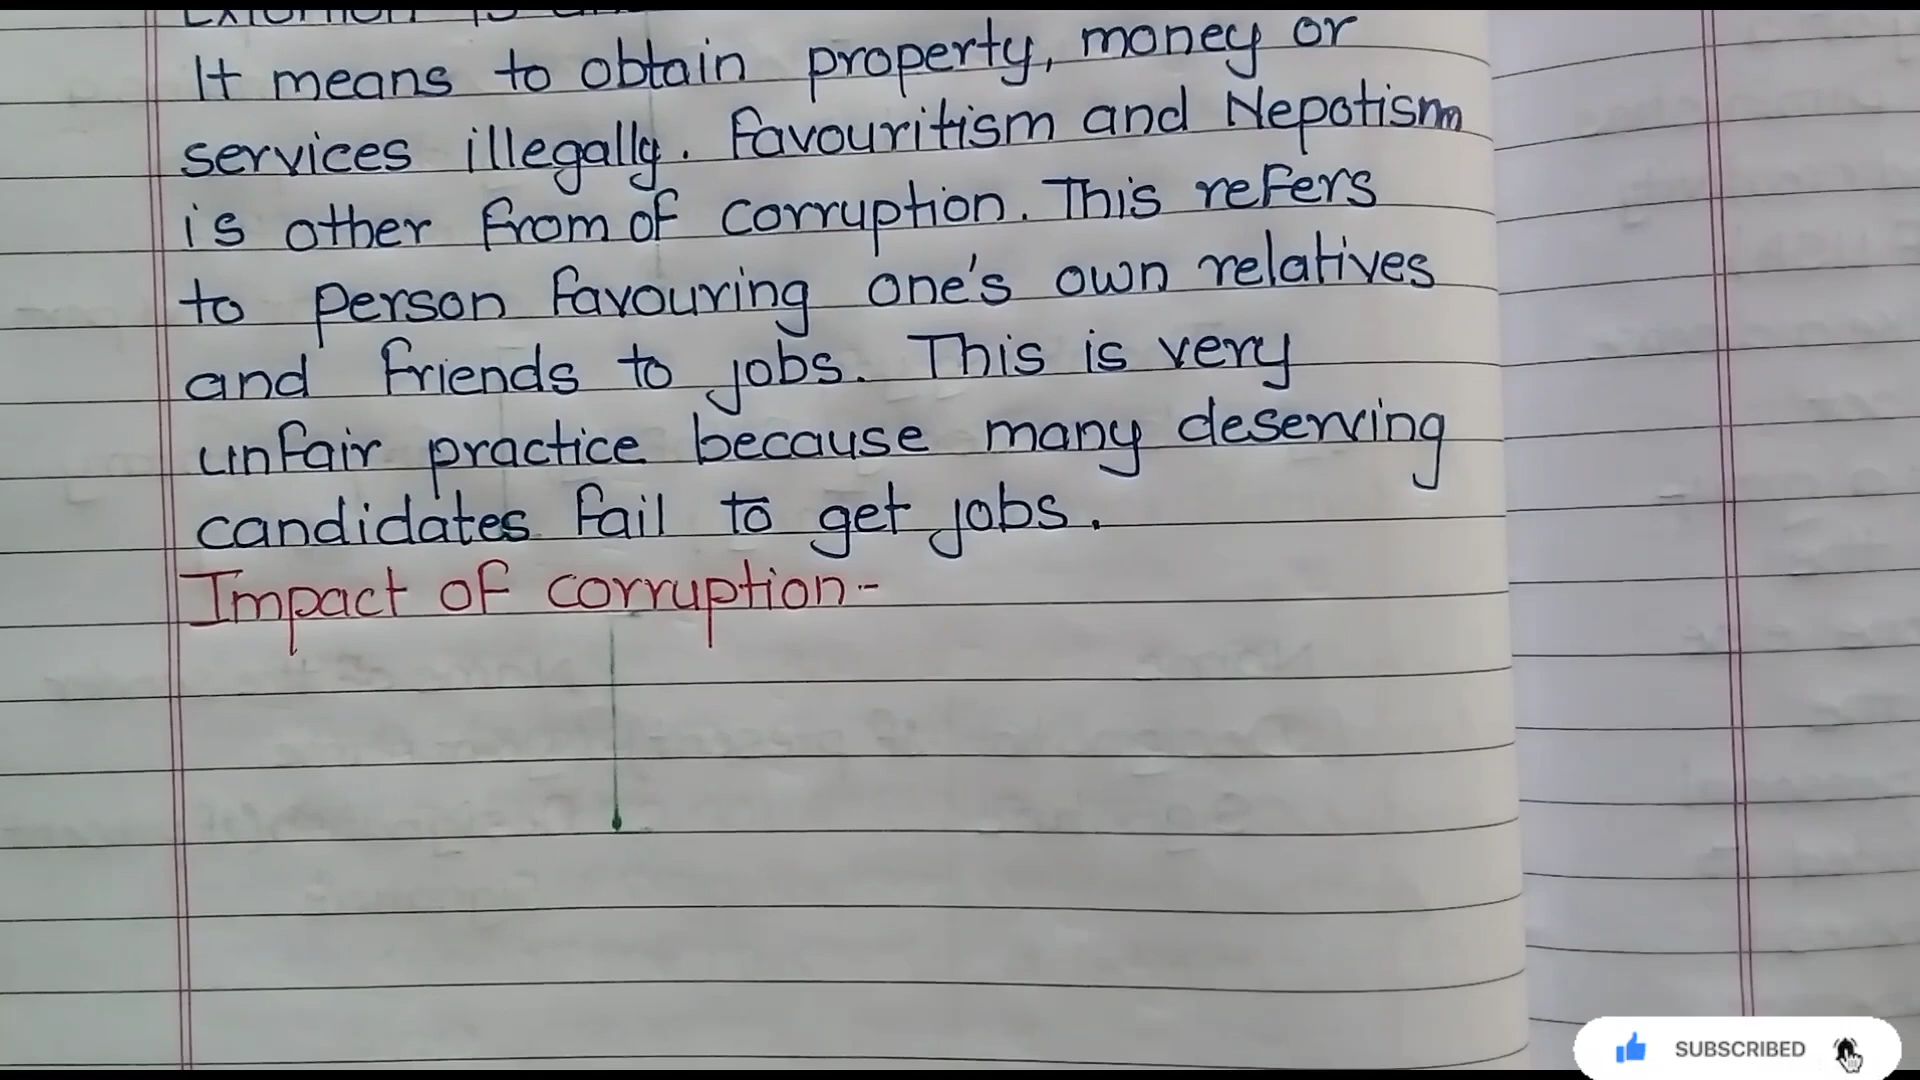 It means to obtain property, money or
services illegally. Favouritism and Nepotism
is other from of corruption. This refers
to person favouring one's own relatives
and friends to jobs. This is very
unfair practice because many deserving
candidates fail to get jobs.
Impact of corruption-
SUBSCRIBED